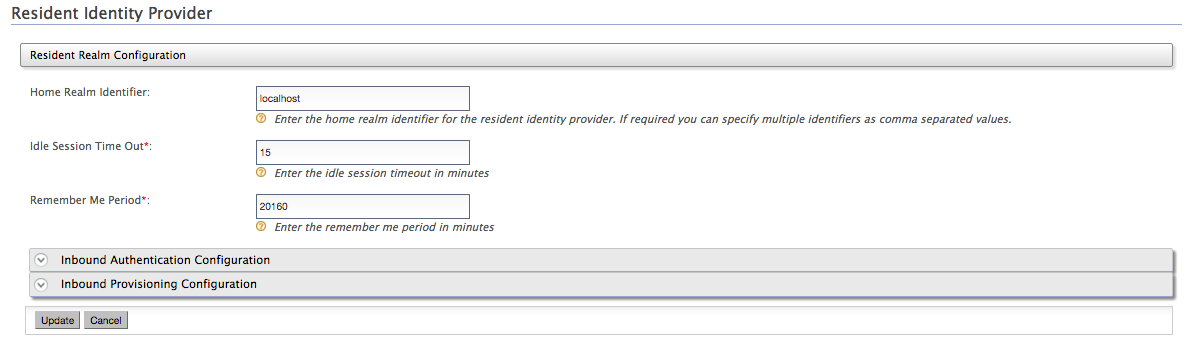 Resident Identity Provider
Resident Realm Configuration
Home Realm Identifier:
localhost
Enter the home realm identifier for the resident identity provider. If required you can specify multiple identifiers as comma separated values.
Idle Session Time Out*:
15
Enter the idle session timeout in minutes
Remember Me Period*:
20160
Enter the remember me period in minutes
Inbound Authentication Configuration
Inbound Provisioning Configuration
Update Cancel